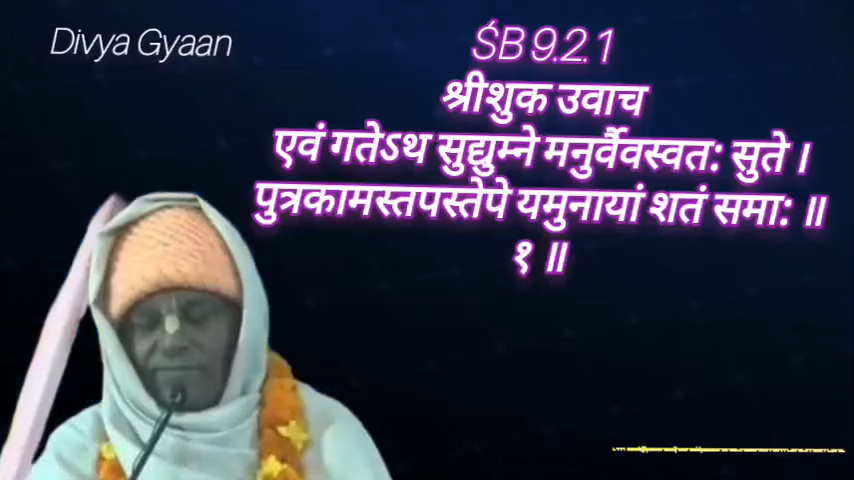 Divya Gyaan
ŚB 9.2.1
श्रीशुक उवाच
एवं गतेऽथ सुद्युम्ने मनुर्वैवस्वत: सुते ।
पुत्रकामस्तपस्तेपे यमुनायां शतं समा: ॥
१ ॥